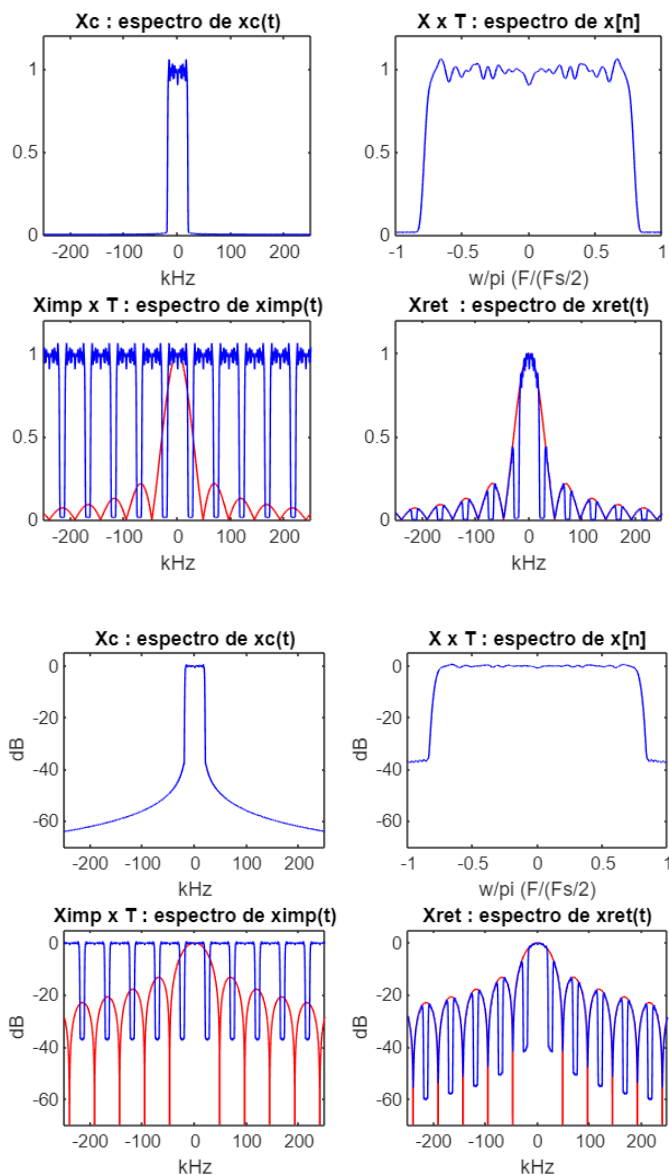 Xc : espectro de xc(t)
1
0.5
0
-200 -100 0 100 200
kHz
X x T : espectro de x[n]
1
0.5
0
-1 -0.5 0 0.5 1
w/pi (F/(Fs/2)
Ximp x T : espectro de ximp(t)
1
0.5
0
-200 -100 0 100 200
kHz
Xret : espectro de xret(t)
1
0.5
0
-200 -100 0 100 200
kHz
Xc : espectro de xc(t)
0
-20
-40
-60
dB
-200 -100 0 100 200
kHz
X x T : espectro de x[n]
0
-20
-40
-60
dB
-1 -0.5 0 0.5 1
w/pi (F/(Fs/2)
Ximp x T : espectro de ximp(t)
0
-20
-40
-60
dB
-200 -100 0 100 200
kHz
Xret : espectro de xret(t)
0
-20
-40
-60
dB
-200 -100 0 100 200
kHz